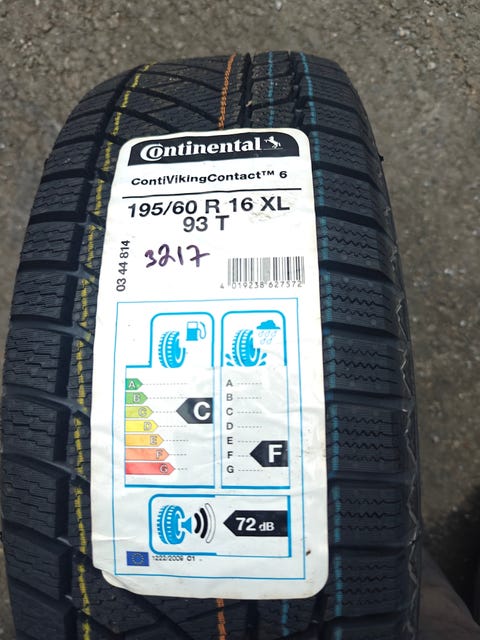 Continental
ContiVikingContact™ 6
195/60 R 16 XL
93 T
03 44 814
3217
4 019238 627572
A
B
C
D
E
F
G
C
A
B
C
D
E
F
G
F
72 dB
1222/2009 C1